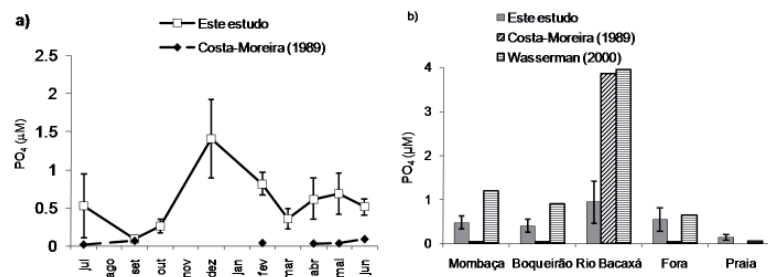 a)
Este estudo
Costa-Moreira (1989)
2.5
2
1.5
1
0.5
0
PO4 (µM)
jul
ago
set
out
nov
dez
jan
fev
mar
abr
mai
jun
b)
Este estudo
Costa-Moreira (1989)
Wasserman (2000)
4
3
2
1
0
PO4 (µM)
Mombaça Boqueirão Rio Bacaxá Fora Praia